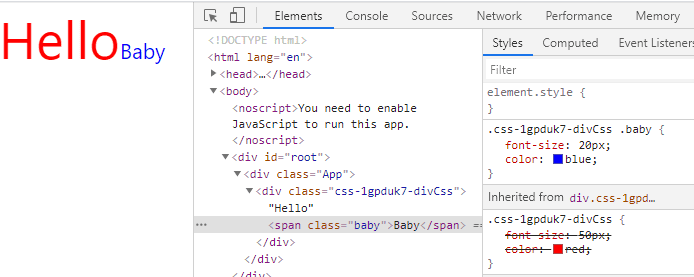 HelloBaby
Elements Console Sources Network Performance Memory
<!DOCTYPE html>
<html lang="en">
<head>…</head>
<body>
<noscript>You need to enable
JavaScript to run this app.
</noscript>
<div id="root">
<div class="App">
<div class="css-1gpduk7-divCss">
"Hello"
<span class="baby">Baby</span> ==
</div>
</div>
</div>
Styles Computed Event Listeners
Filter
element.style {
}
.css-1gpduk7-divCss .baby {
font-size: 20px;
color: blue;
}
Inherited from div.css-1gpd…
.css-1gpduk7-divCss {
font-size: 50px;
color: red;
}